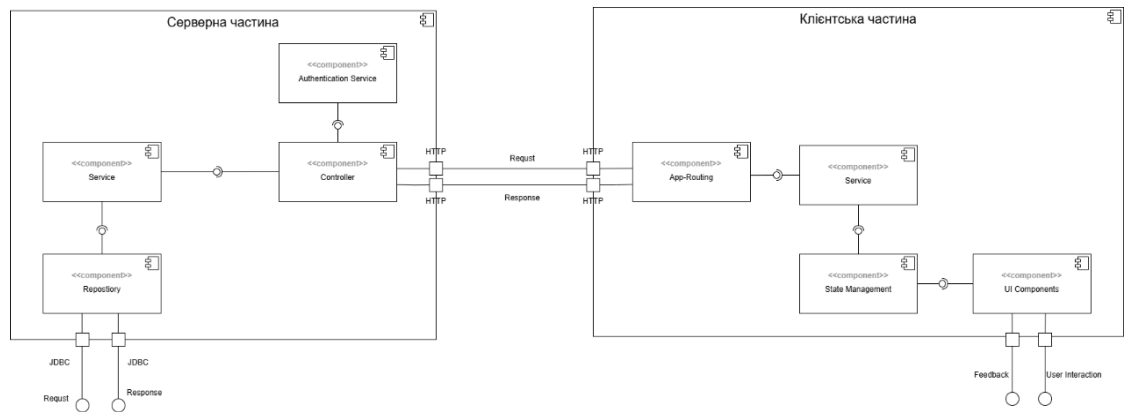 Серверна частина
<<component>>
Authentication Service
<<component>>
Service
<<component>>
Controller
<<component>>
Repostiory
HTTP
HTTP
Requst
Response
HTTP
HTTP
JDBC
JDBC
Requst
Response
Клієнтська частина
<<component>>
App-Routing
<<component>>
Service
<<component>>
State Management
<<component>>
UI Components
Feedback
User Interaction